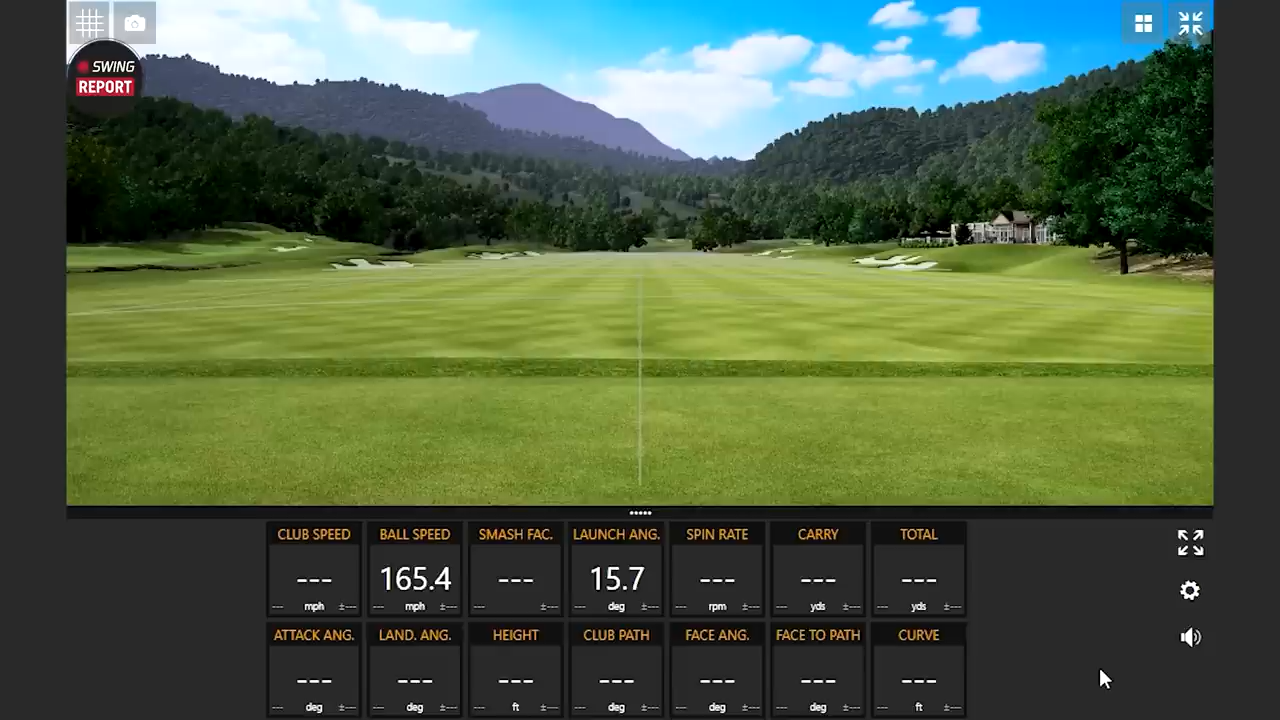 SWING
REPORT
CLUB SPEED BALL SPEED SMASH FAC. LAUNCH ANG. SPIN RATE CARRY TOTAL
--- 165.4 --- 15.7 --- --- ---
--- mph ±--- --- mph ±--- --- ±--- --- deg ±--- --- rpm ±--- --- yds ±--- --- yds ±---
ATTACK ANG. LAND. ANG. HEIGHT CLUB PATH FACE ANG. FACE TO PATH CURVE
--- --- --- --- --- --- ---
--- deg ±--- --- deg ±--- --- ft ±--- --- deg ±--- --- deg ±--- --- deg ±--- --- ft ±---